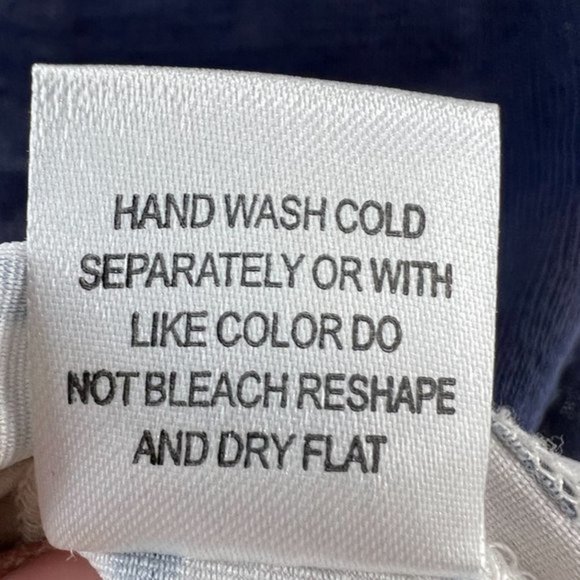 HAND WASH COLD
SEPARATELY OR WITH
LIKE COLOR DO
NOT BLEACH RESHAPE
AND DRY FLAT